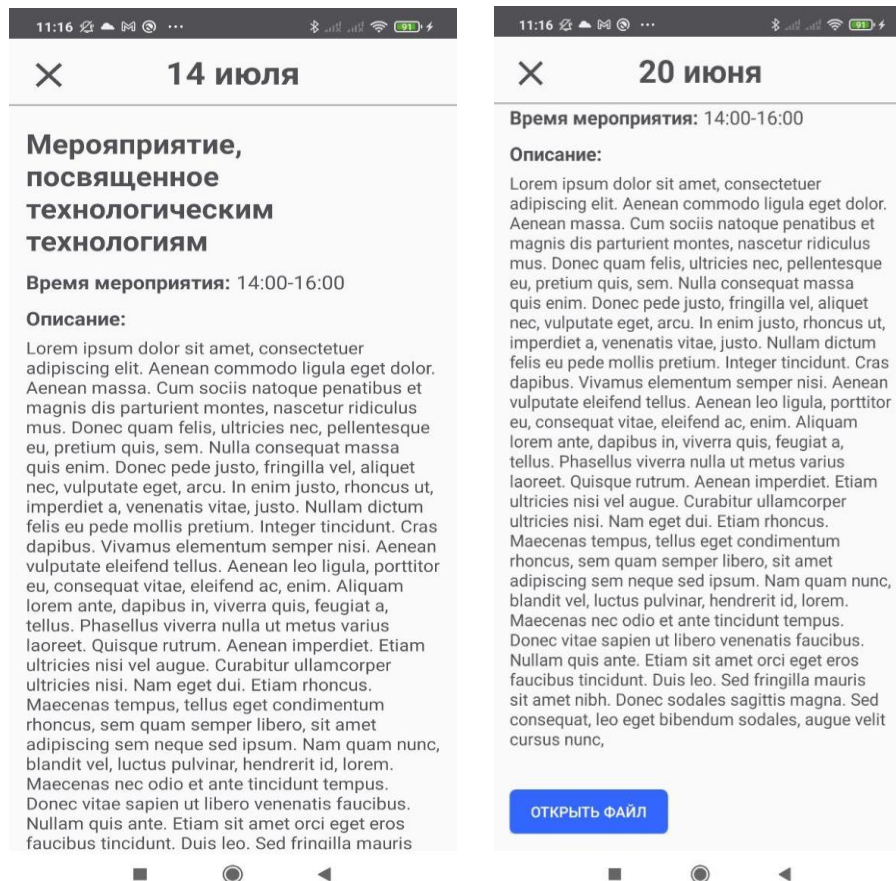 11:16
91
14 июля
Мерояприятие,
посвященное
технологическим
технологиям
Время мероприятия: 14:00-16:00
Описание:
Lorem ipsum dolor sit amet, consectetuer
adipiscing elit. Aenean commodo ligula eget dolor.
Aenean massa. Cum sociis natoque penatibus et
magnis dis parturient montes, nascetur ridiculus
mus. Donec quam felis, ultricies nec, pellentesque
eu, pretium quis, sem. Nulla consequat massa
quis enim. Donec pede justo, fringilla vel, aliquet
nec, vulputate eget, arcu. In enim justo, rhoncus ut,
imperdiet a, venenatis vitae, justo. Nullam dictum
felis eu pede mollis pretium. Integer tincidunt. Cras
dapibus. Vivamus elementum semper nisi. Aenean
vulputate eleifend tellus. Aenean leo ligula, porttitor
eu, consequat vitae, eleifend ac, enim. Aliquam
lorem ante, dapibus in, viverra quis, feugiat a,
tellus. Phasellus viverra nulla ut metus varius
laoreet. Quisque rutrum. Aenean imperdiet. Etiam
ultricies nisi vel augue. Curabitur ullamcorper
ultricies nisi. Nam eget dui. Etiam rhoncus.
Maecenas tempus, tellus eget condimentum
rhoncus, sem quam semper libero, sit amet
adipiscing sem neque sed ipsum. Nam quam nunc,
blandit vel, luctus pulvinar, hendrerit id, lorem.
Maecenas nec odio et ante tincidunt tempus.
Donec vitae sapien ut libero venenatis faucibus.
Nullam quis ante. Etiam sit amet orci eget eros
faucibus tincidunt. Duis leo. Sed fringilla mauris
11:16
91
20 июня
Время мероприятия: 14:00-16:00
Описание:
Lorem ipsum dolor sit amet, consectetuer
adipiscing elit. Aenean commodo ligula eget dolor.
Aenean massa. Cum sociis natoque penatibus et
magnis dis parturient montes, nascetur ridiculus
mus. Donec quam felis, ultricies nec, pellentesque
eu, pretium quis, sem. Nulla consequat massa
quis enim. Donec pede justo, fringilla vel, aliquet
nec, vulputate eget, arcu. In enim justo, rhoncus ut,
imperdiet a, venenatis vitae, justo. Nullam dictum
felis eu pede mollis pretium. Integer tincidunt. Cras
dapibus. Vivamus elementum semper nisi. Aenean
vulputate eleifend tellus. Aenean leo ligula, porttitor
eu, consequat vitae, eleifend ac, enim. Aliquam
lorem ante, dapibus in, viverra quis, feugiat a,
tellus. Phasellus viverra nulla ut metus varius
laoreet. Quisque rutrum. Aenean imperdiet. Etiam
ultricies nisi vel augue. Curabitur ullamcorper
ultricies nisi. Nam eget dui. Etiam rhoncus.
Maecenas tempus, tellus eget condimentum
rhoncus, sem quam semper libero, sit amet
adipiscing sem neque sed ipsum. Nam quam nunc,
blandit vel, luctus pulvinar, hendrerit id, lorem.
Maecenas nec odio et ante tincidunt tempus.
Donec vitae sapien ut libero venenatis faucibus.
Nullam quis ante. Etiam sit amet orci eget eros
faucibus tincidunt. Duis leo. Sed fringilla mauris
sit amet nibh. Donec sodales sagittis magna. Sed
consequat, leo eget bibendum sodales, augue velit
cursus nunc,
ОТКРЫТЬ ФАЙЛ